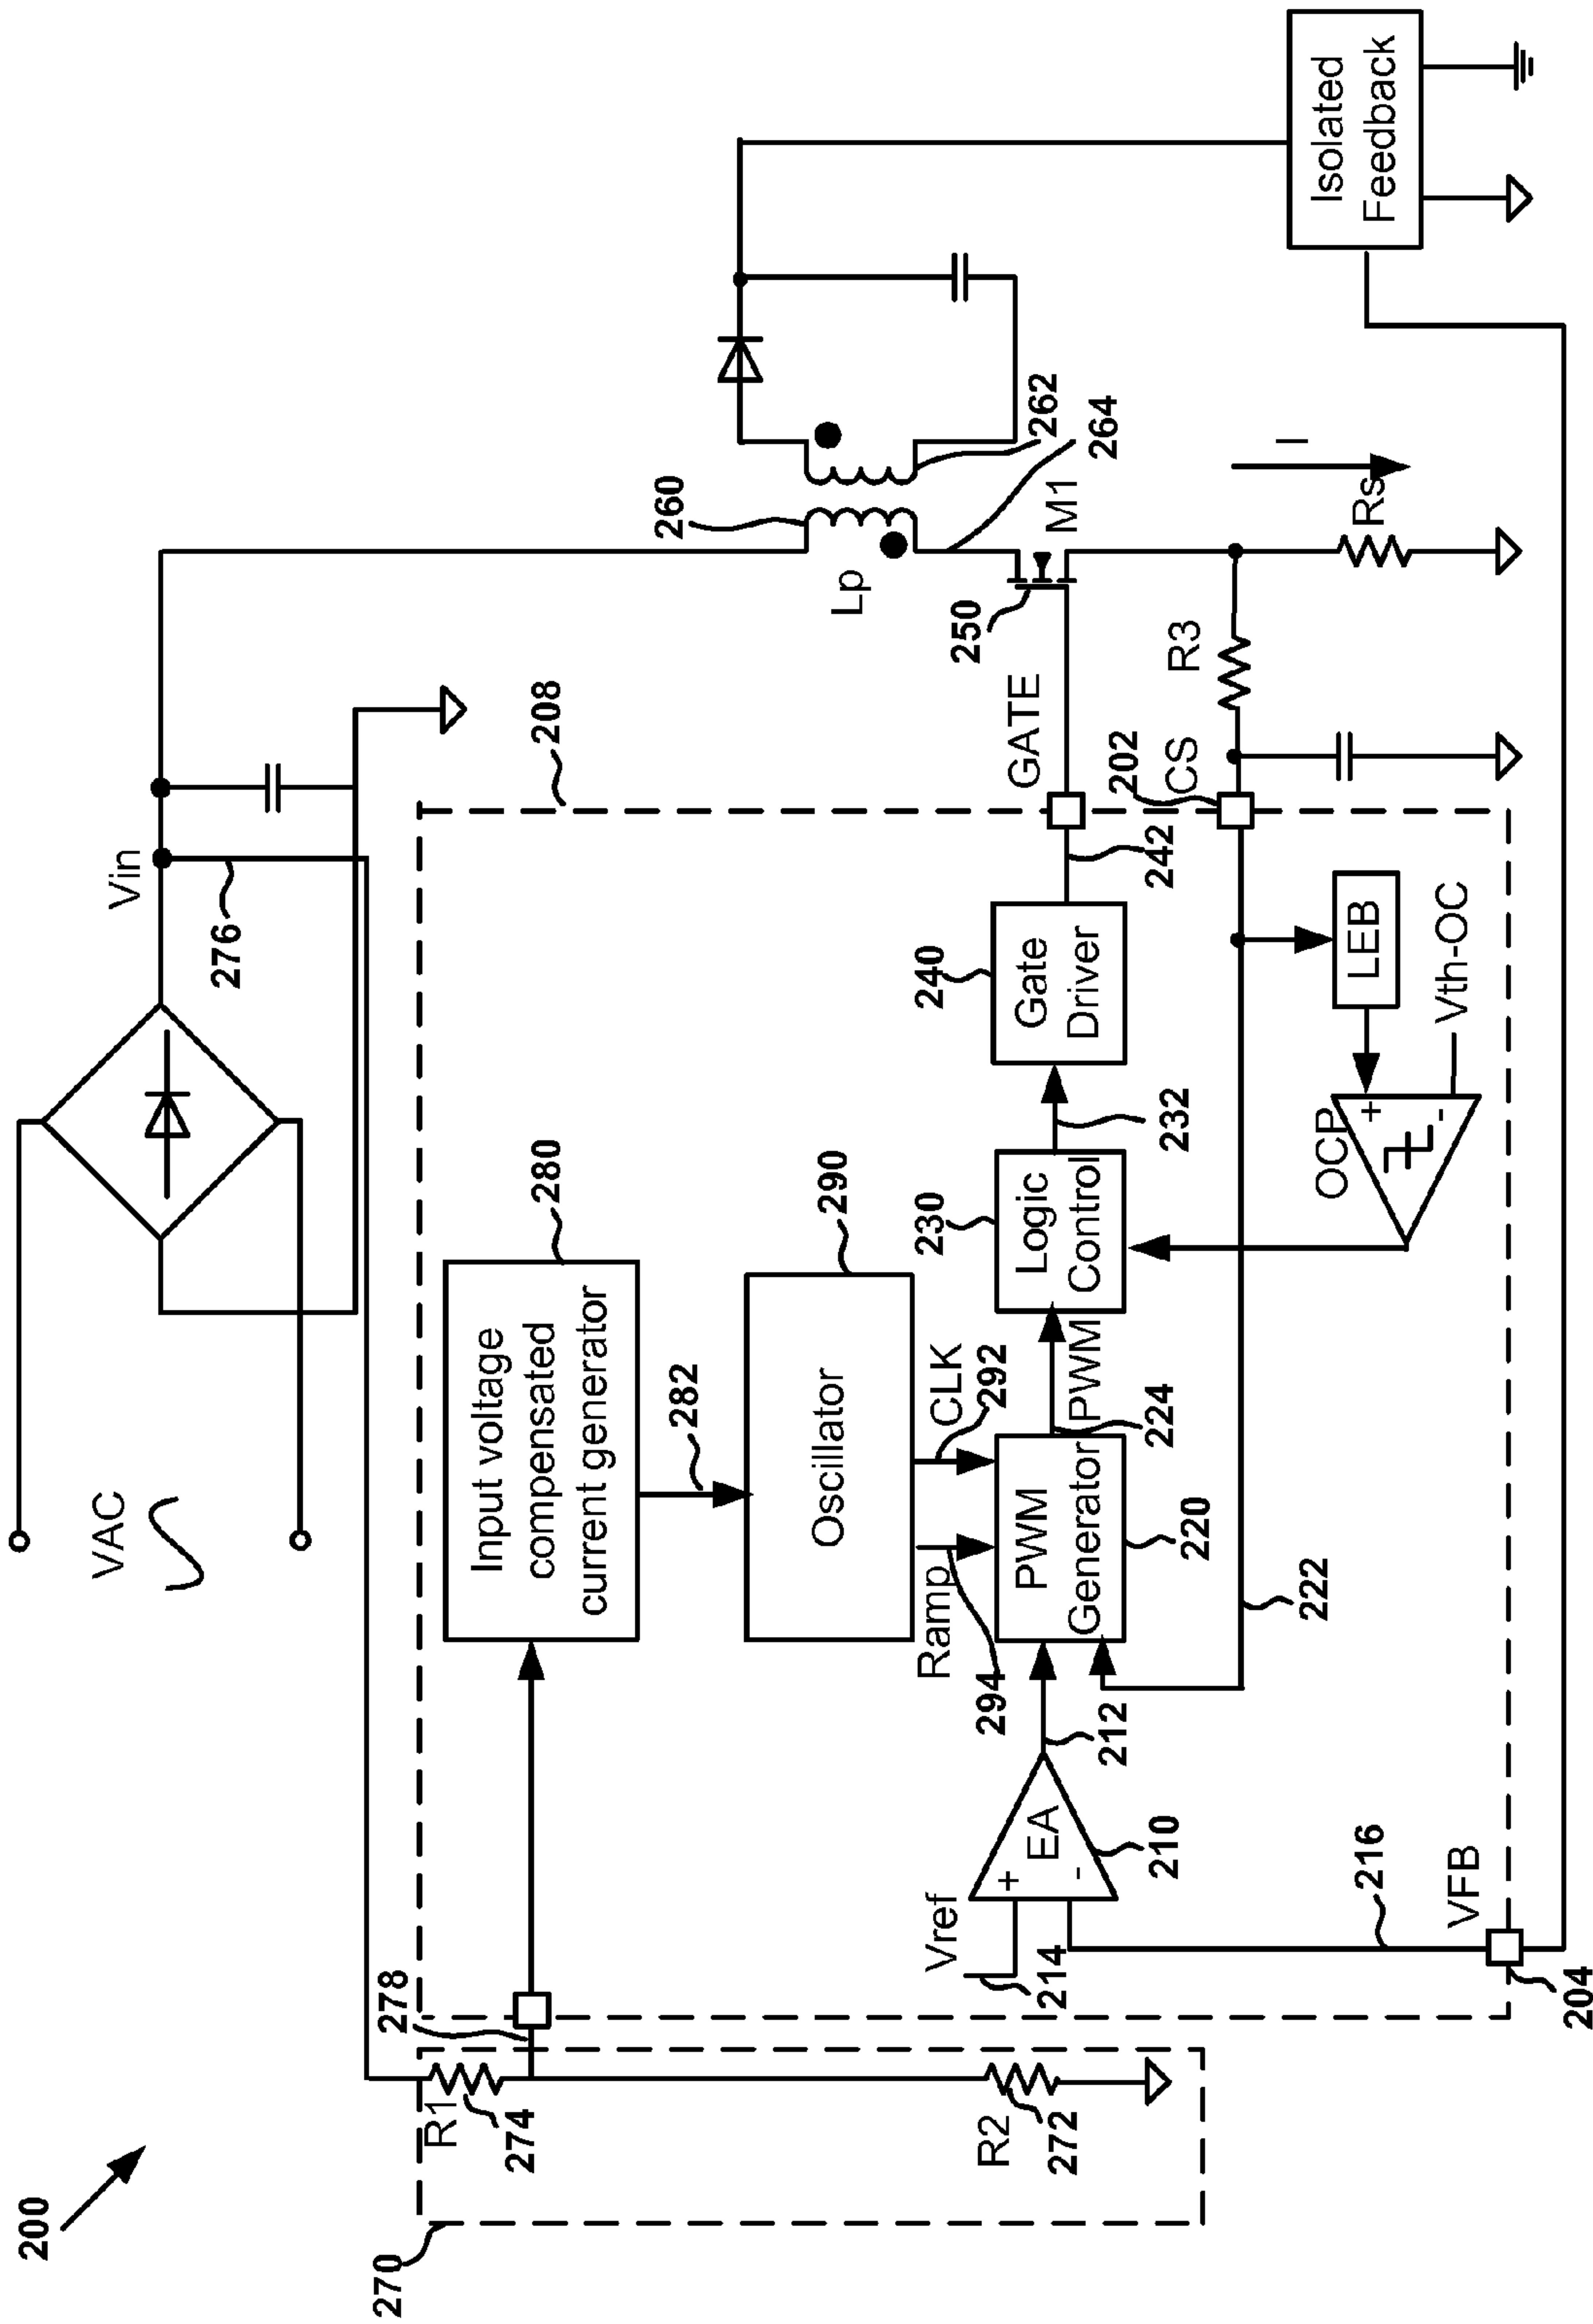 200
VAC
Vin
276
270
R1
274
278
R2
272
208
Input voltage
compensated
current generator
280
282
Oscillator
290
Ramp
294
CLK
292
Vref
214
+
-
EA
210
212
216
VFB
204
PWM
Generator
220
222
PWM
224
Logic
Control
230
232
Gate
Driver
240
242
GATE
202
CS
LEB
Vth-OC
OCP
+
-
R3
250
M1
Lp
260
262
264
I
Rs
Isolated
Feedback